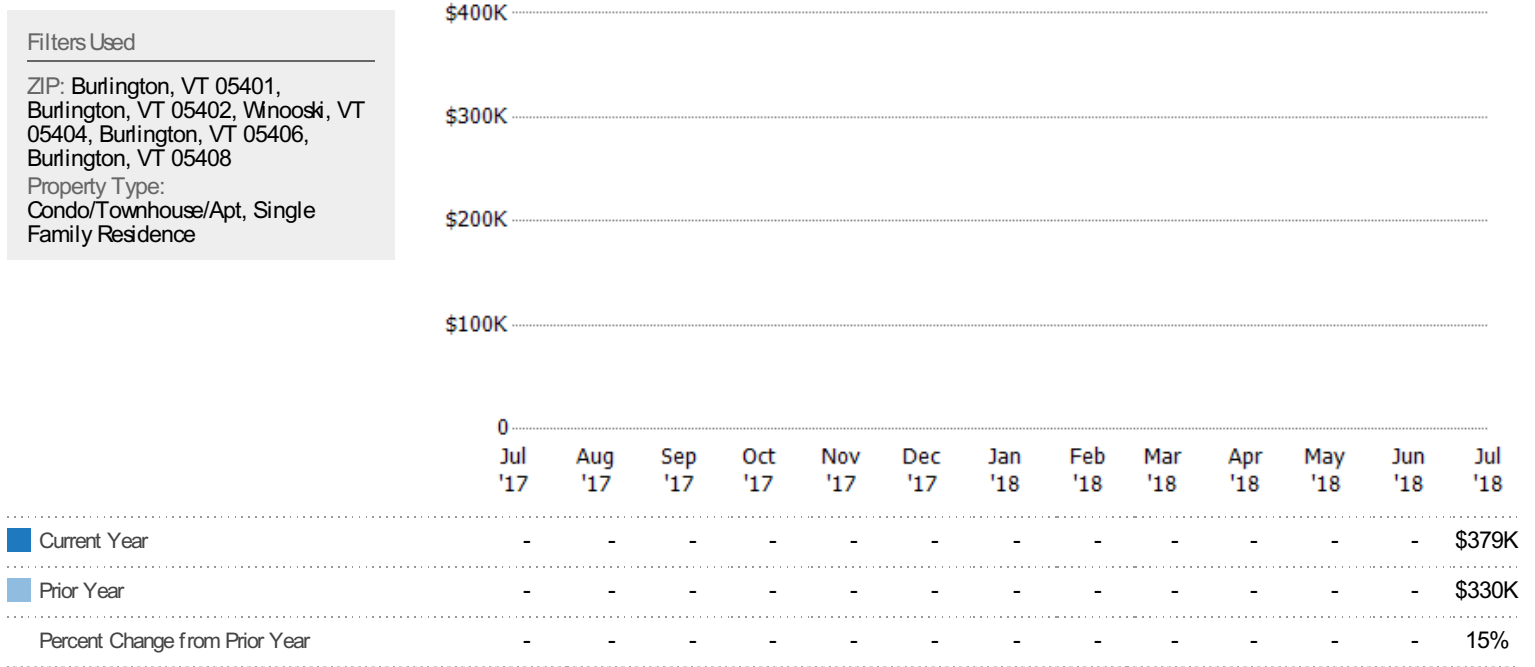 Filters Used
ZIP: Burlington, VT 05401,
Burlington, VT 05402, Winooski, VT
05404, Burlington, VT 05406,
Burlington, VT 05408
Property Type:
Condo/Townhouse/Apt, Single
Family Residence
$400K
$300K
$200K
$100K
0
Jul '17 Aug '17 Sep '17 Oct '17 Nov '17 Dec '17 Jan '18 Feb '18 Mar '18 Apr '18 May '18 Jun '18 Jul '18
Current Year - - - - - - - - - - - - $379K
Prior Year - - - - - - - - - - - - $330K
Percent Change from Prior Year - - - - - - - - - - - - 15%